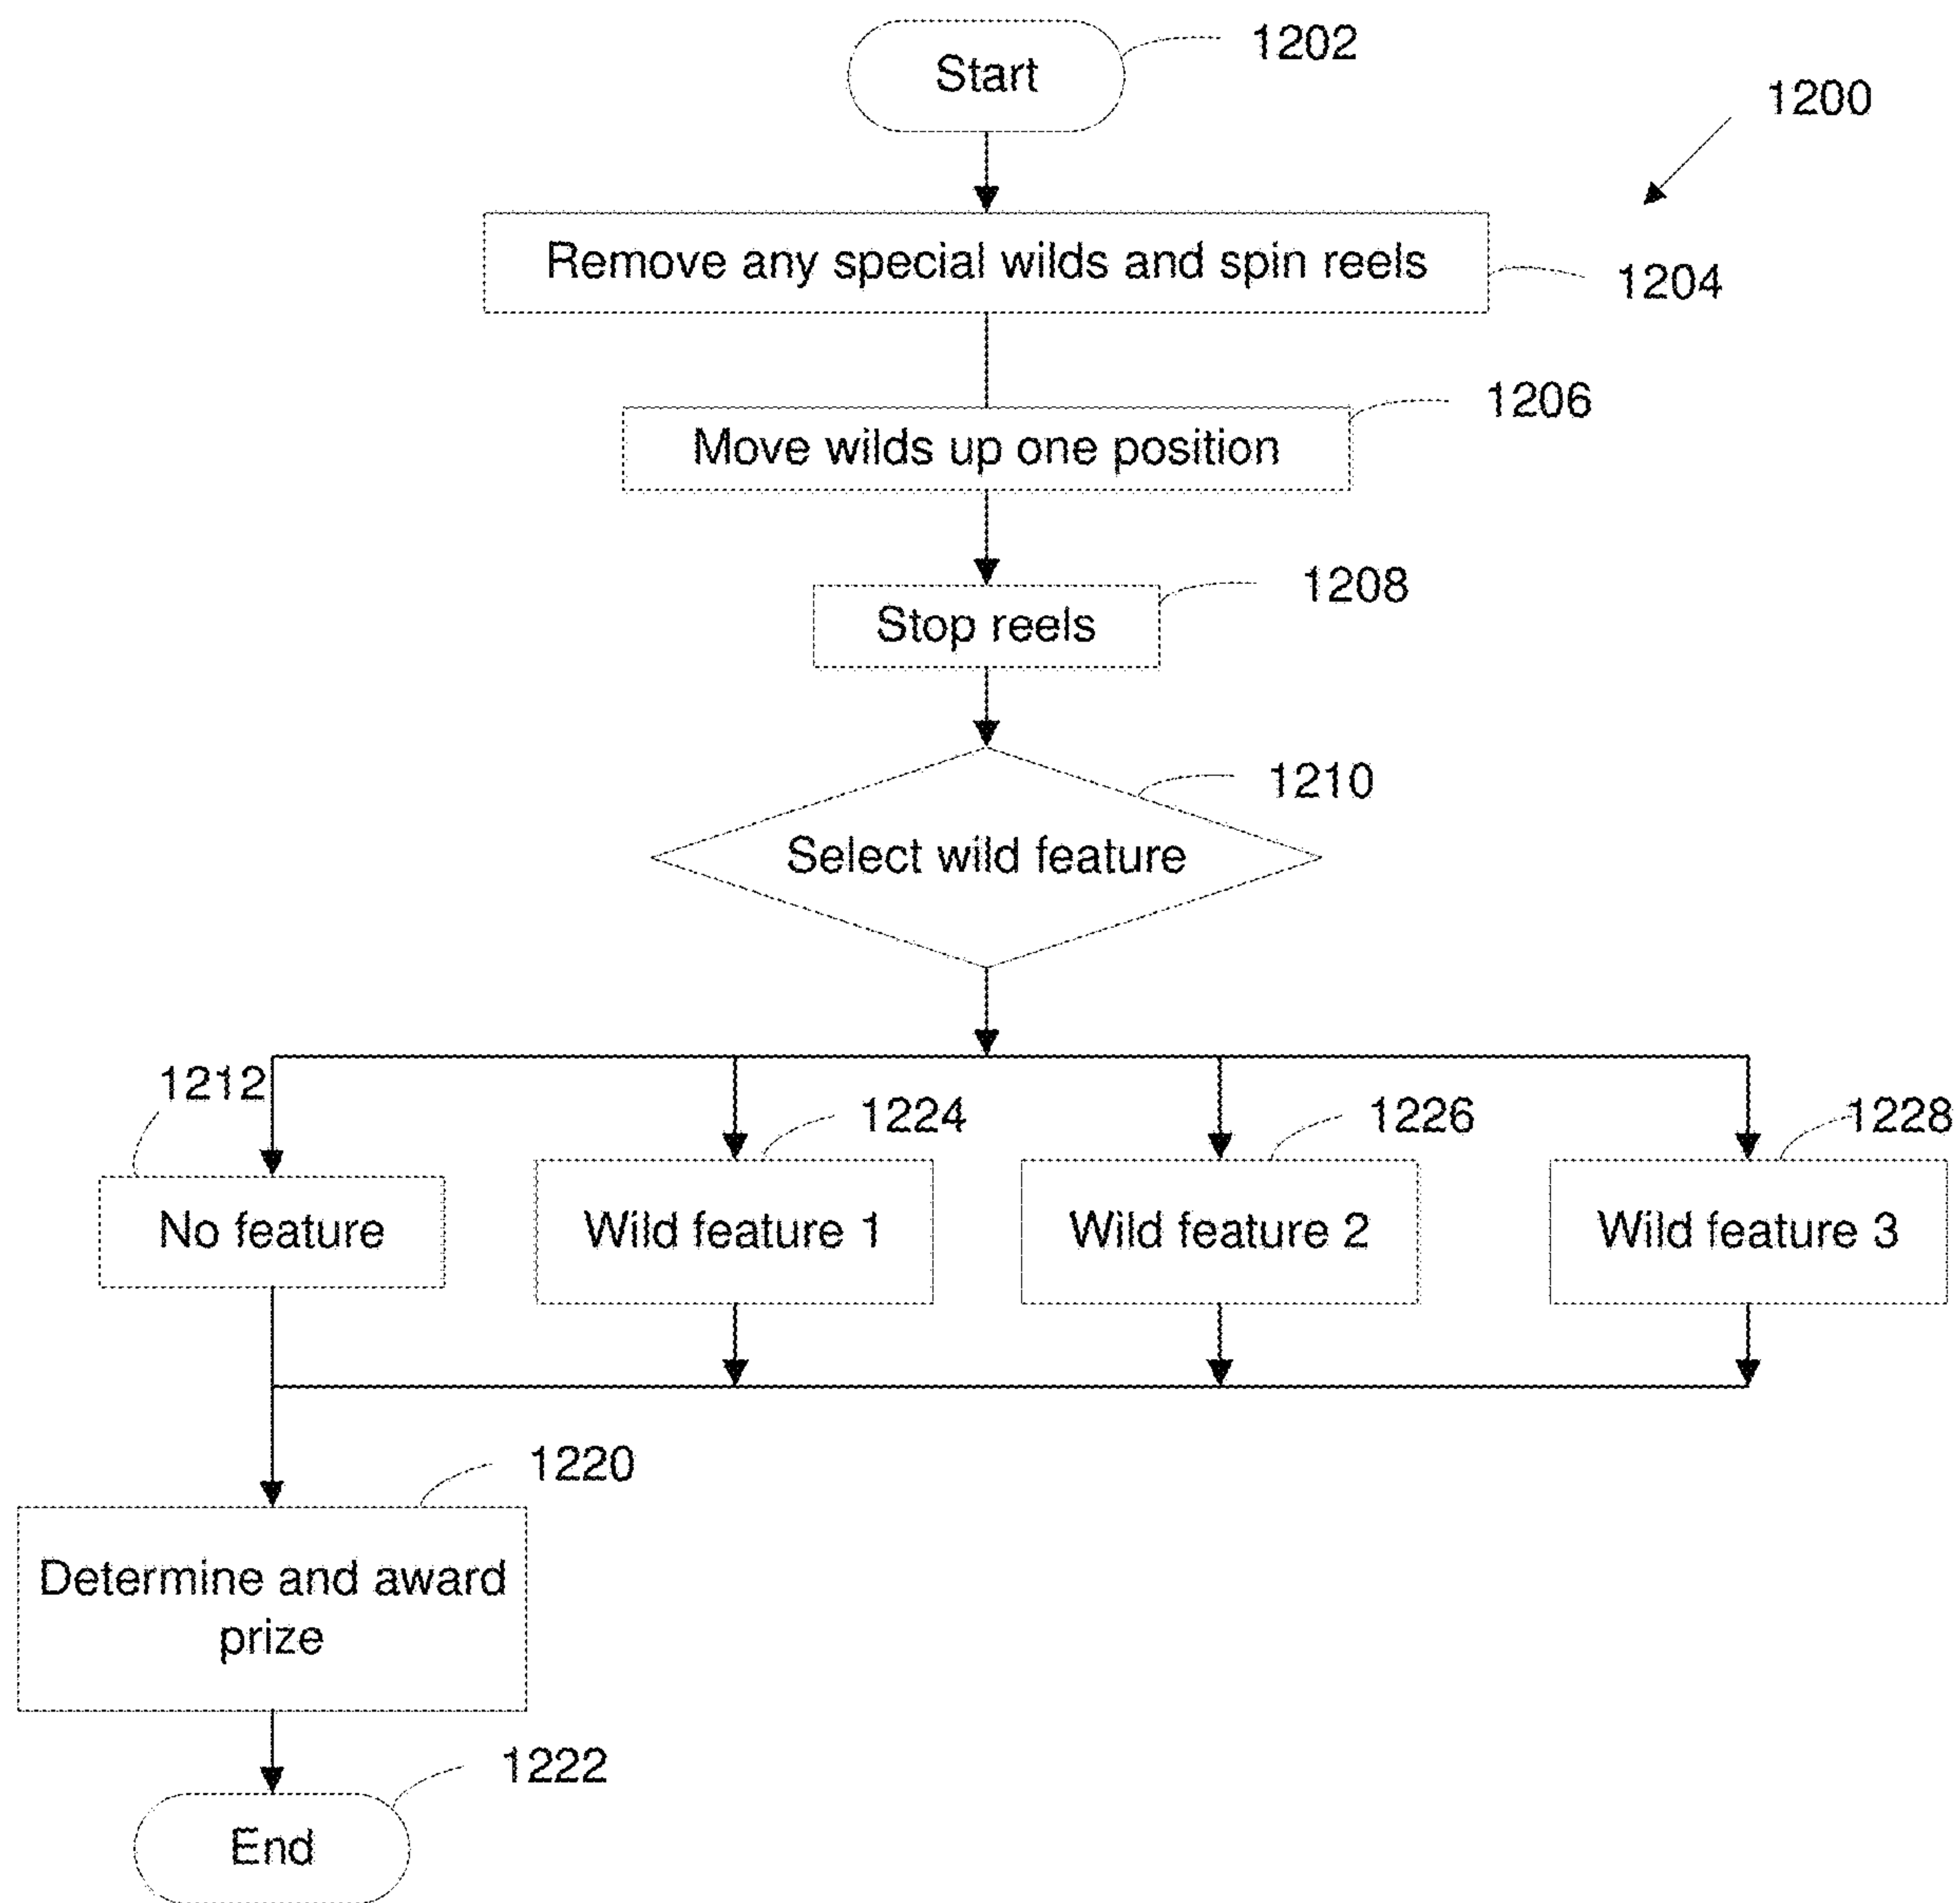 Start
1202
1200
Remove any special wilds and spin reels
1204
1206
Move wilds up one position
1208
Stop reels
1210
Select wild feature
1212
1224
1226
1228
No feature
Wild feature 1
Wild feature 2
Wild feature 3
1220
Determine and award
prize
1222
End